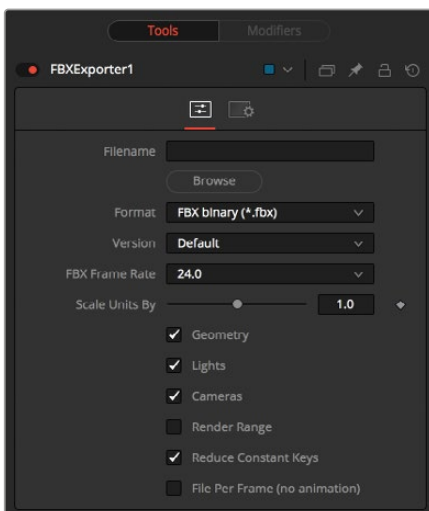 Tools Modifiers
FBXExporter1
Filename
Browse
Format FBX binary (*.fbx)
Version Default
FBX Frame Rate 24.0
Scale Units By 1.0
Geometry
Lights
Cameras
Render Range
Reduce Constant Keys
File Per Frame (no animation)